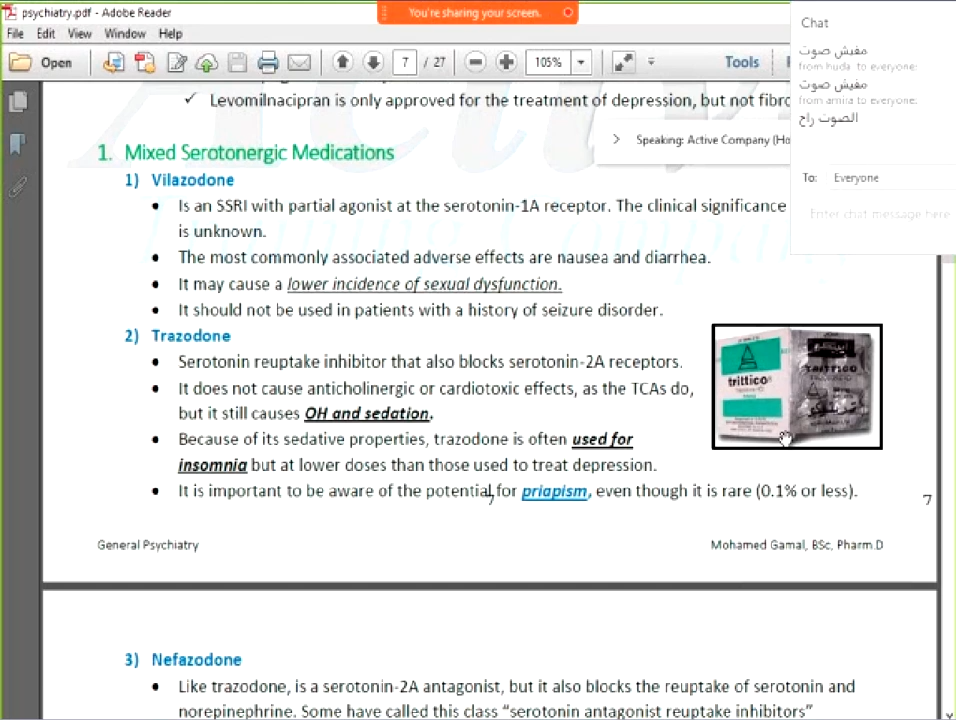 psychiatry.pdf - Adobe Reader
You're sharing your screen.
File Edit View Window Help
Open
7 / 27
105%
Tools
Chat
مفيش صوت
from huda to everyone:
مفيش صوت
from amira to everyone:
الصوت راح
Speaking: Active Company (Ho
To: Everyone
Enter chat message here
✓ Levomilnacipran is only approved for the treatment of depression, but not fibro
1. Mixed Serotonergic Medications
1) Vilazodone
• Is an SSRI with partial agonist at the serotonin-1A receptor. The clinical significance
is unknown.
• The most commonly associated adverse effects are nausea and diarrhea.
• It may cause a lower incidence of sexual dysfunction.
• It should not be used in patients with a history of seizure disorder.
2) Trazodone
• Serotonin reuptake inhibitor that also blocks serotonin-2A receptors.
• It does not cause anticholinergic or cardiotoxic effects, as the TCAs do,
but it still causes OH and sedation.
• Because of its sedative properties, trazodone is often used for
insomnia but at lower doses than those used to treat depression.
• It is important to be aware of the potential for priapism, even though it is rare (0.1% or less).
trittico
TRITTICO
تريتيكو
7
7
General Psychiatry
Mohamed Gamal, BSc, Pharm.D
3) Nefazodone
• Like trazodone, is a serotonin-2A antagonist, but it also blocks the reuptake of serotonin and
norepinephrine. Some have called this class “serotonin antagonist reuptake inhibitors”